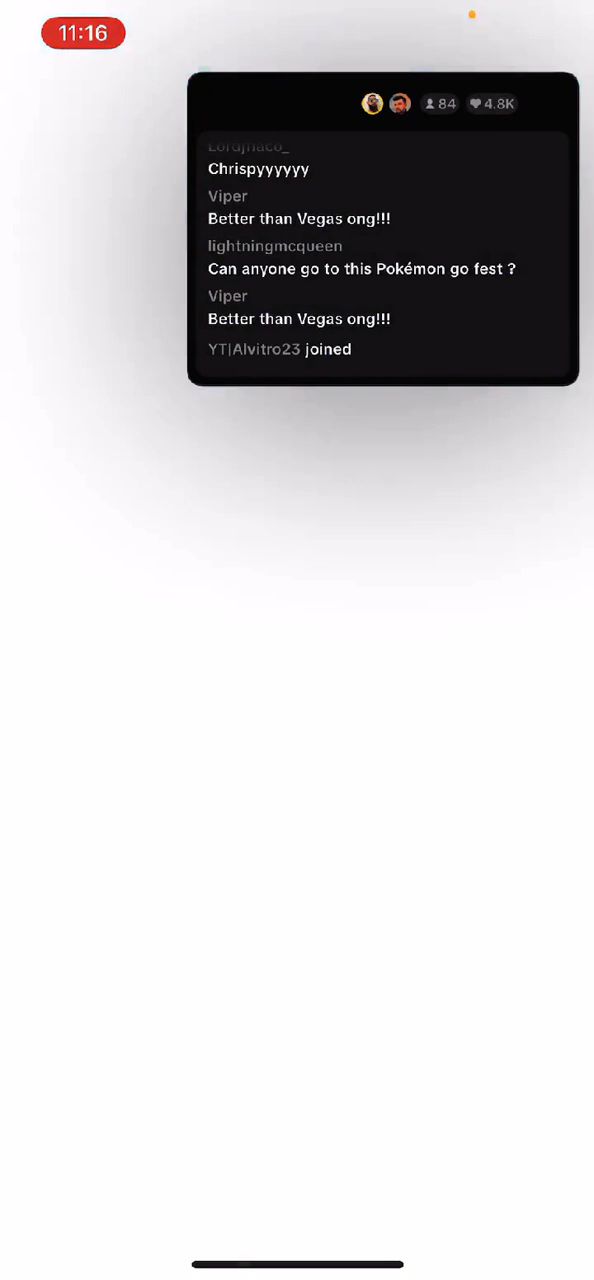 11:16
84 4.8K
Chrispyyyyyy
Viper
Better than Vegas ong!!!
lightningmcqueen
Can anyone go to this Pokémon go fest ?
Viper
Better than Vegas ong!!!
YT|Alvitro23 joined